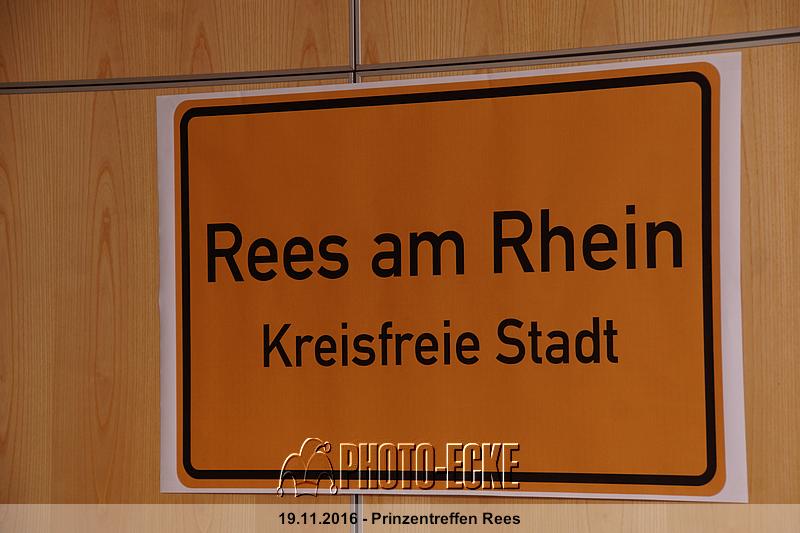 Rees am Rhein
Kreisfreie Stadt
PHOTO-ECKE
19.11.2016 - Prinzentreffen Rees